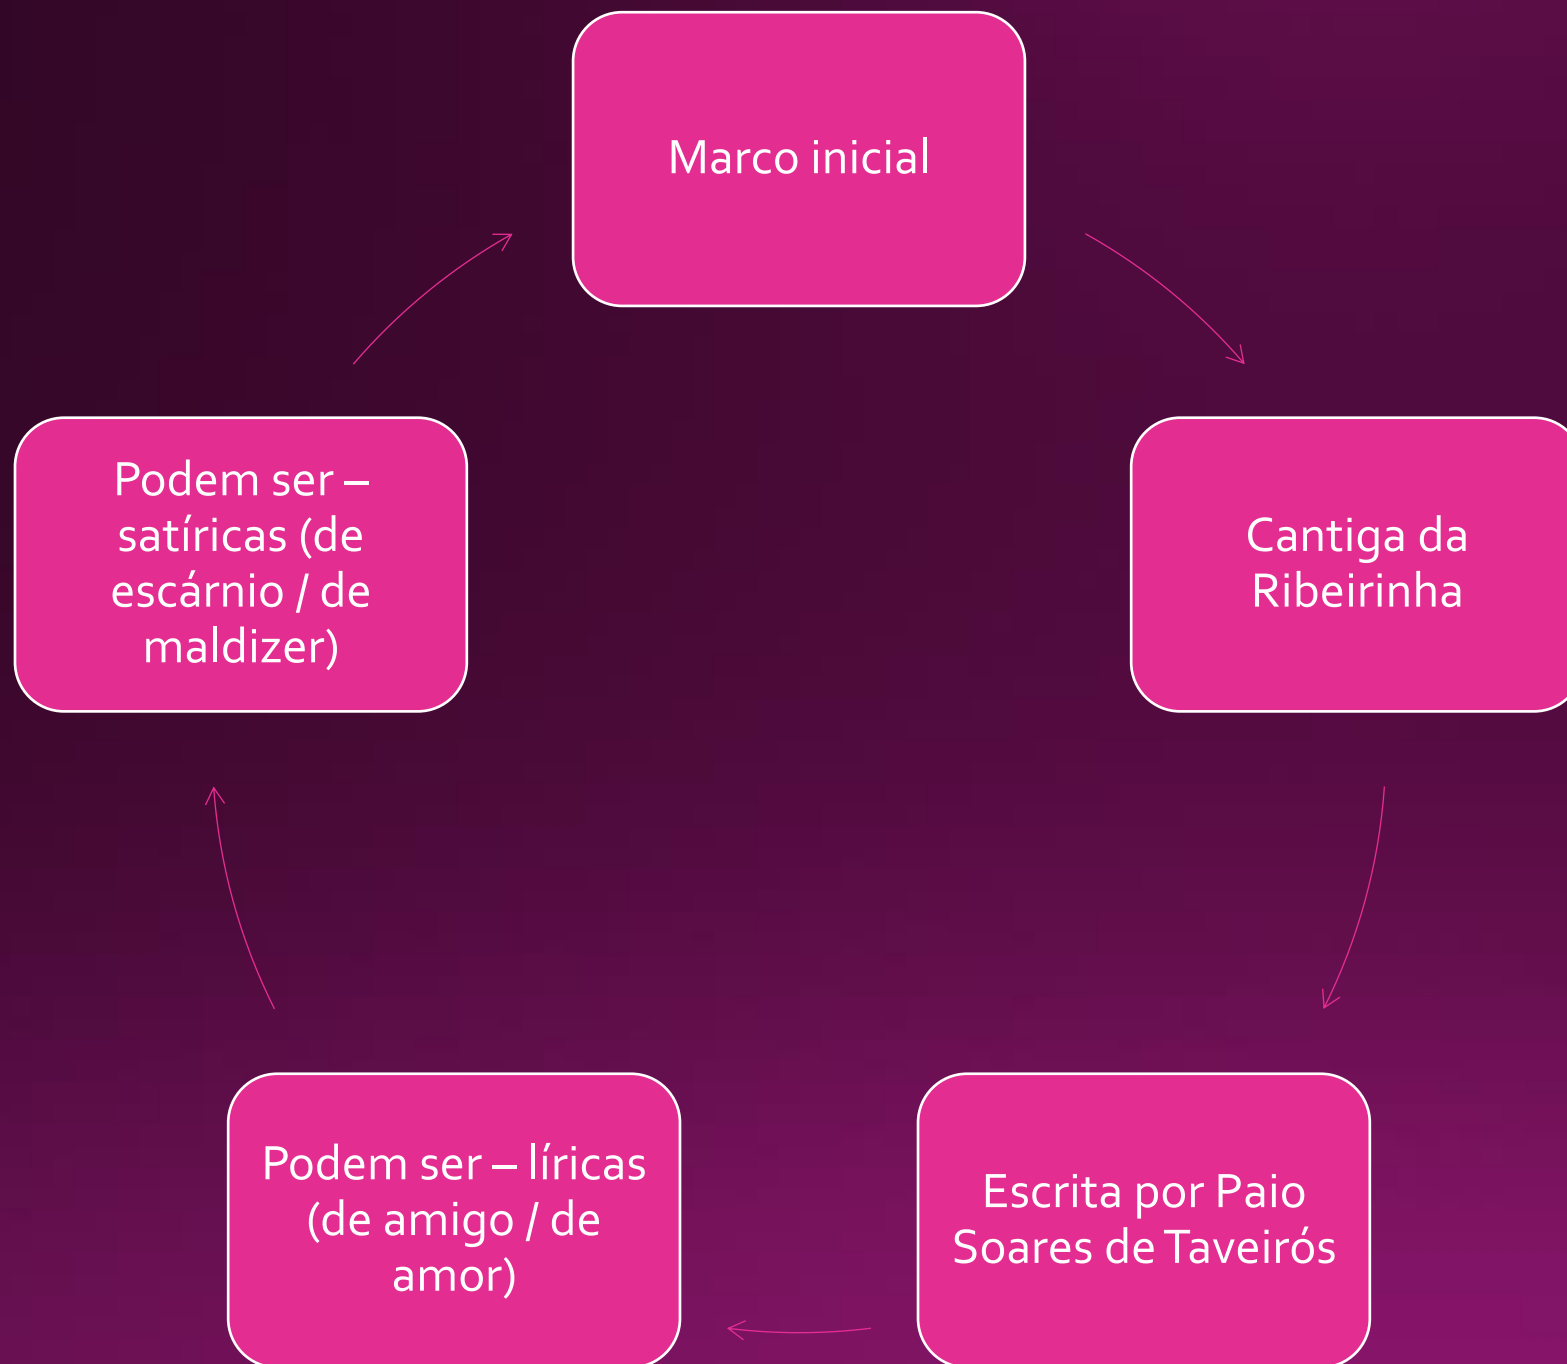 Marco inicial
Cantiga da
Ribeirinha
Escrita por Paio
Soares de Taveirós
Podem ser – líricas
(de amigo / de
amor)
Podem ser –
satíricas (de
escárnio / de
maldizer)